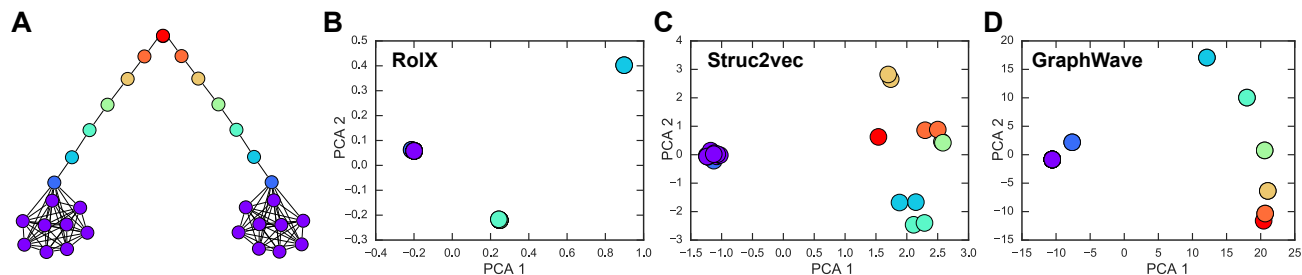 A
B
RolX
PCA 2
0.5
0.4
0.3
0.2
0.1
0.0
−0.1
−0.2
−0.3
−0.4 −0.2 0.0 0.2 0.4 0.6 0.8 1.0
PCA 1
C
Struc2vec
PCA 2
4
3
2
1
0
−1
−2
−3
−1.5 −1.0 −0.5 0.0 0.5 1.0 1.5 2.0 2.5 3.0
PCA 1
D
GraphWave
PCA 2
20
15
10
5
0
−5
−10
−15
−15 −10 −5 0 5 10 15 20 25
PCA 1